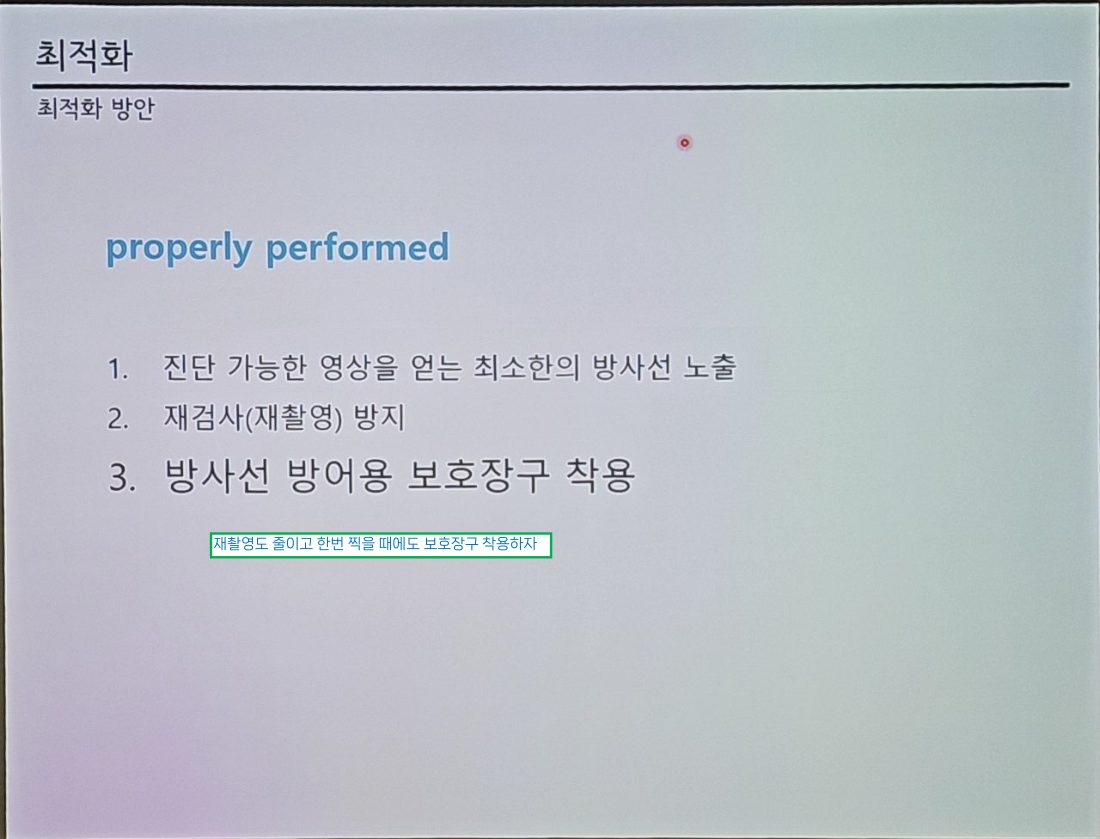 최적화
최적화 방안
properly performed
1. 진단 가능한 영상을 얻는 최소한의 방사선 노출
2. 재검사(재촬영) 방지
3. 방사선 방어용 보호장구 착용
재촬영도 줄이고 한번 찍을 때에도 보호장구 착용하자